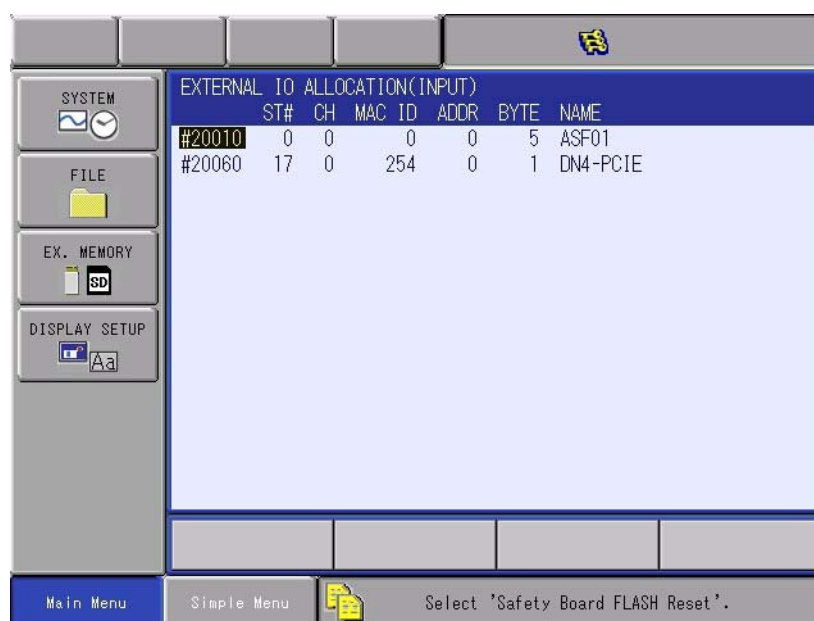 SYSTEM
FILE
EX. MEMORY
SD
DISPLAY SETUP
Aa
EXTERNAL IO ALLOCATION(INPUT)
ST# CH MAC ID ADDR BYTE NAME
#20010 0 0 0 0 5 ASF01
#20060 17 0 254 0 1 DN4-PCIE
Main Menu
Simple Menu
Select 'Safety Board FLASH Reset'.